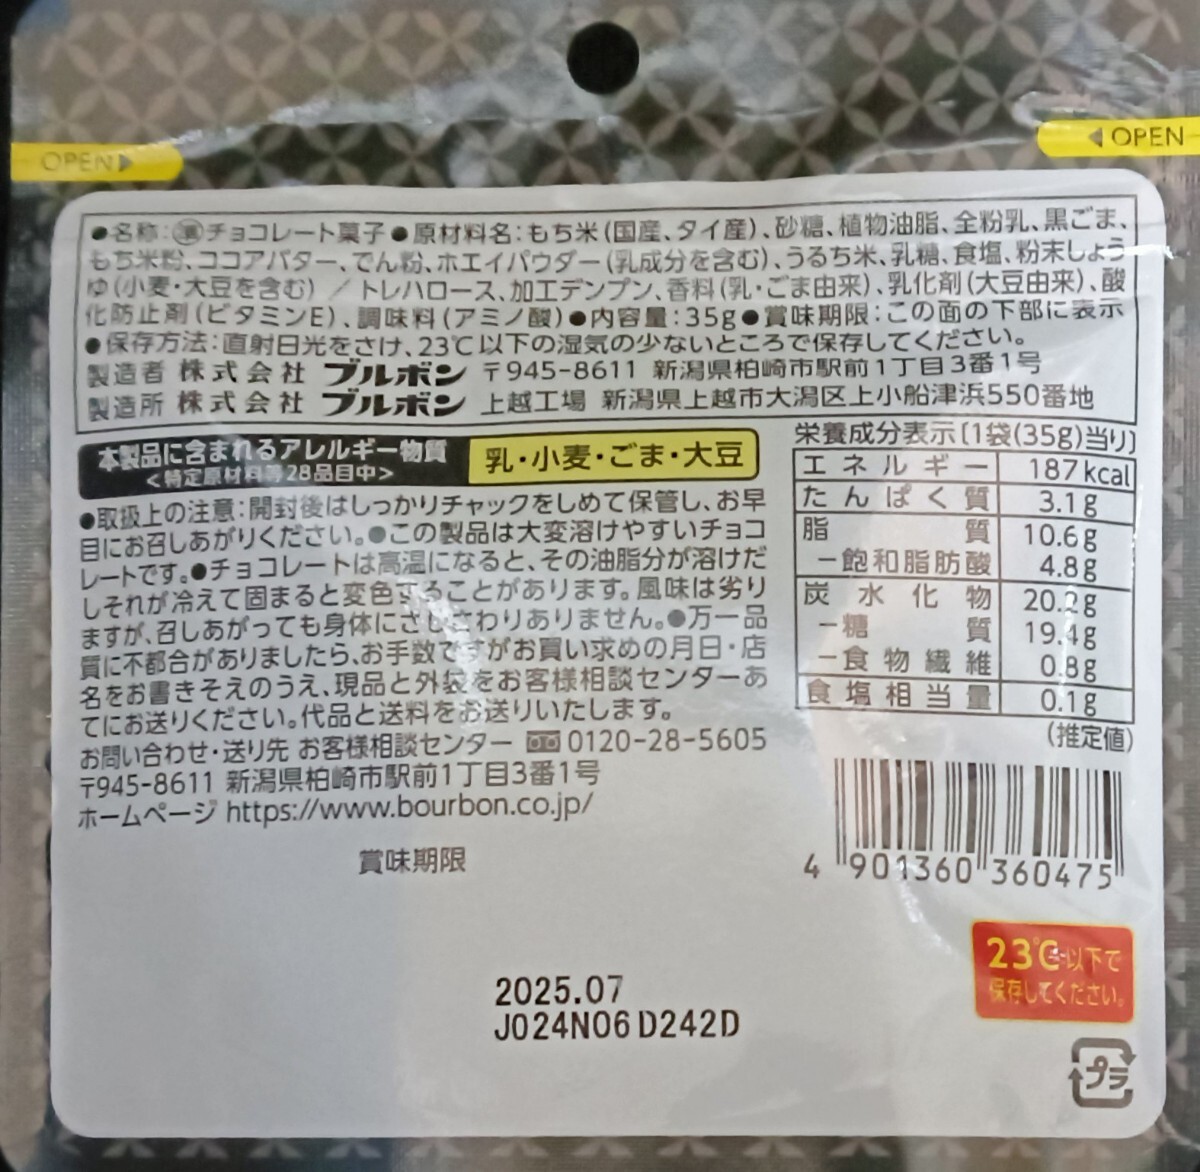 OPEN▶
◀OPEN
●名称:㊠チョコレート菓子●原材料名:もち米(国産、タイ産)、砂糖、植物油脂、全粉乳、黒ごま、
もち米粉、ココアバター、でん粉、ホエイパウダー(乳成分を含む)、うるち米、乳糖、食塩、粉末しょう
ゆ(小麦・大豆を含む)/トレハロース、加工デンプン、香料(乳・ごま由来)、乳化剤(大豆由来)、酸
化防止剤(ビタミンE)、調味料(アミノ酸)●内容量:35g●賞味期限:この面の下部に表示
●保存方法:直射日光をさけ、23℃以下の湿気の少ないところで保存してください。
製造者 株式会社 ブルボン 〒945-8611 新潟県柏崎市駅前1丁目3番1号
製造所 株式会社 ブルボン 上越工場 新潟県上越市大潟区上小船津浜550番地
本製品に含まれるアレルギー物質
<特定原材料等28品目中>
乳・小麦・ごま・大豆
●取扱上の注意:開封後はしっかりチャックをしめて保管し、お早
目にお召しあがりください。●この製品は大変溶けやすいチョコ
レートです。●チョコレートは高温になると、その油脂分が溶けだ
しそれが冷えて固まると変色することがあります。風味は劣り
ますが、召しあがっても身体にさしさわりありません。●万一品
質に不都合がありましたら、お手数ですがお買い求めの月日・店
名をお書きそえのうえ、現品と外袋をお客様相談センターあ
てにお送りください。代品と送料をお送りいたします。
お問い合わせ・送り先 お客様相談センター 0120-28-5605
〒945-8611 新潟県柏崎市駅前1丁目3番1号
ホームページ https://www.bourbon.co.jp/
栄養成分表示[1袋(35g)当り]
エネルギー 187kcal
たんぱく質 3.1g
脂質 10.6g
-飽和脂肪酸 4.8g
炭水化物 20.2g
-糖質 19.4g
-食物繊維 0.8g
食塩相当量 0.1g
(推定値)
4 901360 360475
賞味期限
2025.07
J024N06 D242D
23℃以下で
保存してください。
プラ